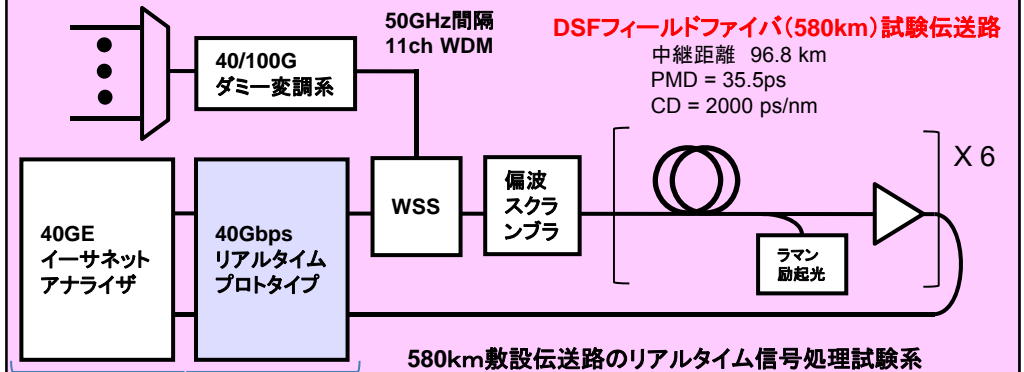 50GHz間隔
11ch WDM
DSFフィールドファイバ（580km）試験伝送路
中継距離 96.8 km
PMD = 35.5ps
CD = 2000 ps/nm
40/100G
ダミー変調系
X 6
WSS
偏波
スクラ
ンブラ
40GE
イーサネット
アナライザ
40Gbps
リアルタイム
プロトタイプ
ラマン
励起光
580km敷設伝送路のリアルタイム信号処理試験系